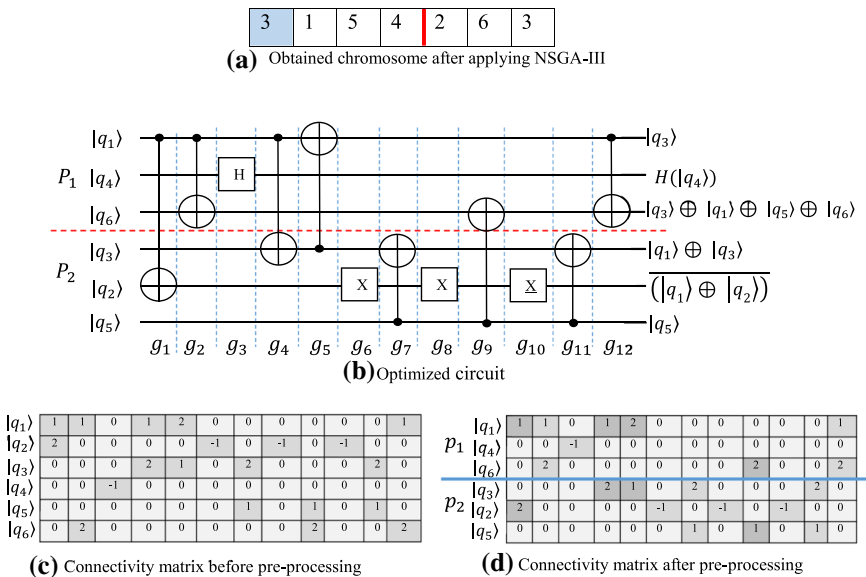 3 1 5 4 2 6 3
(a) Obtained chromosome after applying NSGA-III
|q₁⟩ |q₃⟩
P₁ |q₄⟩ H H(|q₄⟩)
|q₆⟩ |q₃⟩ ⊕ |q₁⟩ ⊕ |q₅⟩ ⊕ |q₆⟩
P₂ |q₃⟩ |q₁⟩ ⊕ |q₃⟩
|q₂⟩ X X X (|q₁⟩ ⊕ |q₂⟩)
|q₅⟩ |q₅⟩
g₁ g₂ g₃ g₄ g₅ g₆ g₇ g₈ g₉ g₁₀ g₁₁ g₁₂
(b) Optimized circuit
|q₁⟩ 1 1 0 1 2 0 0 0 0 0 0 1
|q₂⟩ 2 0 0 0 0 -1 0 -1 0 -1 0 0
|q₃⟩ 0 0 0 2 1 0 2 0 0 0 2 0
|q₄⟩ 0 0 -1 0 0 0 0 0 0 0 0 0
|q₅⟩ 0 0 0 0 0 0 1 0 1 0 1 0
|q₆⟩ 0 2 0 0 0 0 0 0 2 0 0 2
(c) Connectivity matrix before pre-processing
|q₁⟩ 1 1 0 1 2 0 0 0 0 0 0 1
p₁ |q₄⟩ 0 0 -1 0 0 0 0 0 0 0 0 0
|q₆⟩ 0 2 0 0 0 0 0 0 2 0 0 2
|q₃⟩ 0 0 0 2 1 0 2 0 0 0 2 0
p₂ |q₂⟩ 2 0 0 0 0 -1 0 -1 0 -1 0 0
|q₅⟩ 0 0 0 0 0 0 1 0 1 0 1 0
(d) Connectivity matrix after pre-processing